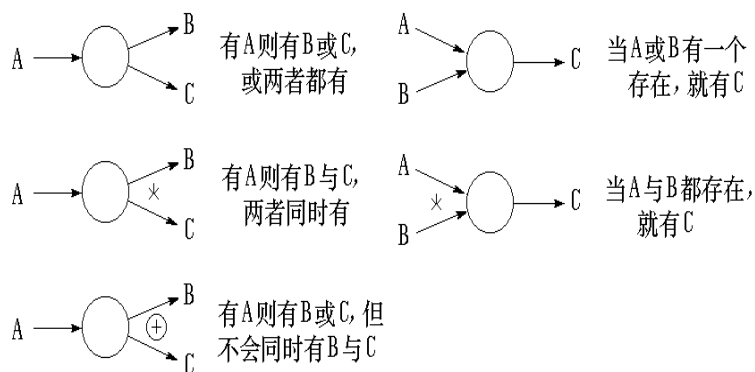 A
B
C
有A则有B或C,
或两者都有
A
B
C
当A或B有一个
存在，就有C
A
B
C
*
有A则有B与C,
两者同时有
A
B
*
C
当A与B都存在，
就有C
A
B
C
+
有A则有B或C, 但
不会同时有B与C